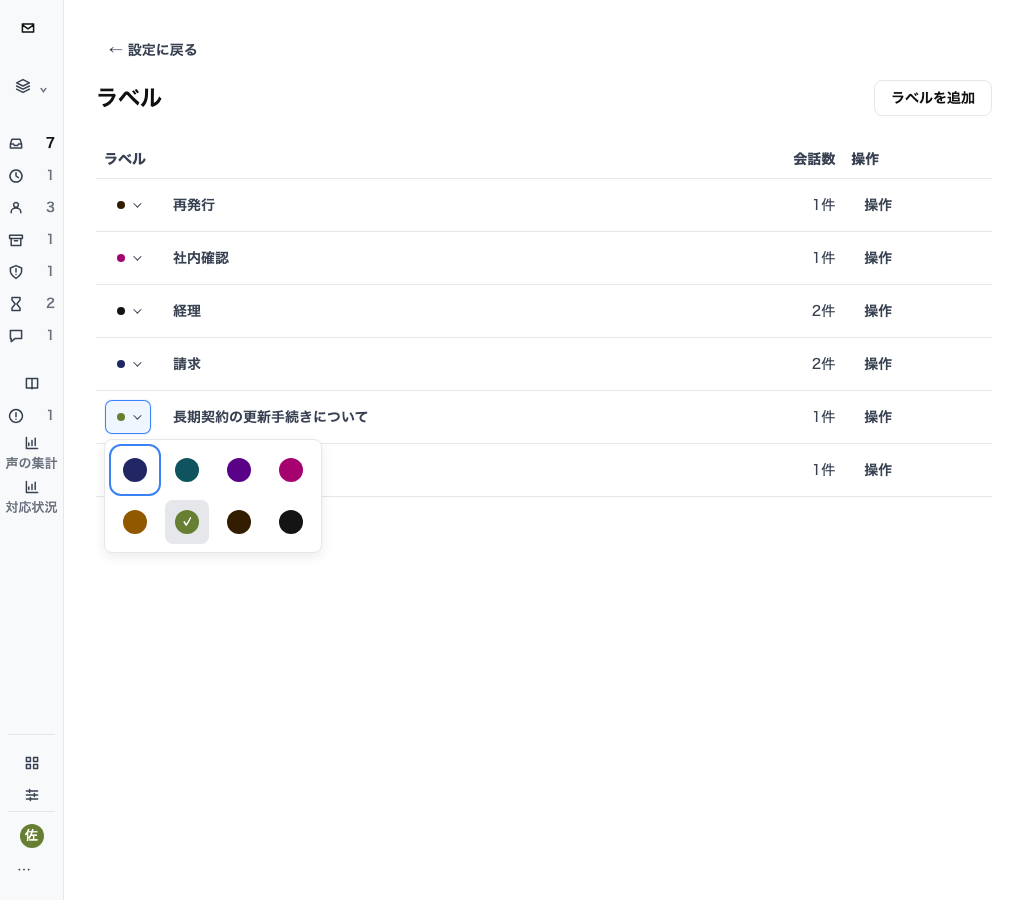 ← 設定に戻る
ラベル
ラベルを追加
ラベル 会話数 操作
再発行 1件 操作
社内確認 1件 操作
経理 2件 操作
請求 2件 操作
長期契約の更新手続きについて 1件 操作
1件 操作
7
1
3
1
1
2
1
1
声の集計
対応状況
佐
…